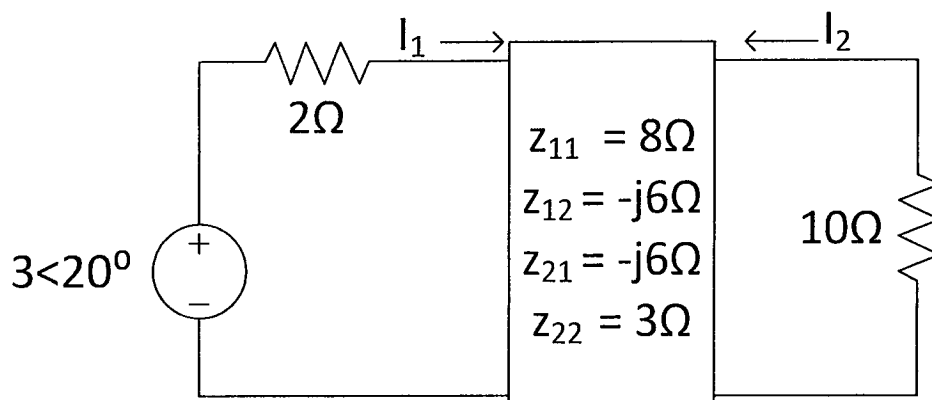 I₁
I₂
2Ω
z₁₁ = 8Ω
z₁₂ = -j6Ω
z₂₁ = -j6Ω
z₂₂ = 3Ω
10Ω
+
3<20⁰
−